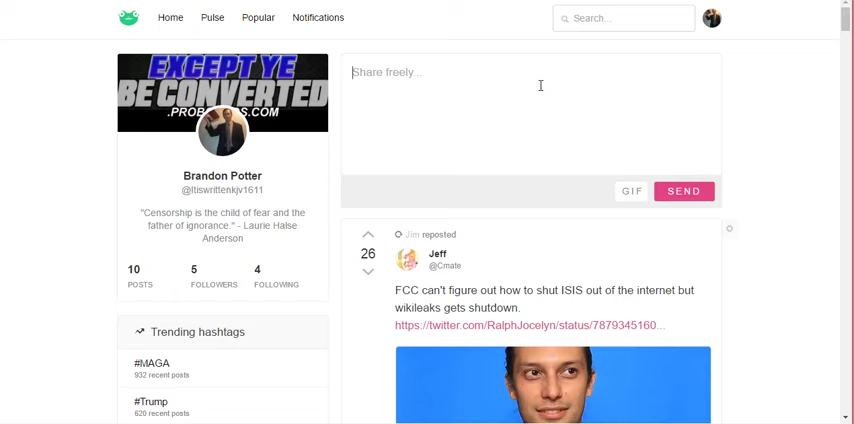 Home Pulse Popular Notifications Search...
EXCEPT YE
BE CONVERTED
Share freely...
GIF SEND
Brandon Potter
@Itiswrittenkjv1611
"Censorship is the child of fear and the
father of ignorance." - Laurie Halse
Anderson
10 5 4
POSTS FOLLOWERS FOLLOWING
Trending hashtags
#MAGA
932 recent posts
#Trump
620 recent posts
Jim reposted
26
Jeff
@Cmate
FCC can't figure out how to shut ISIS out of the internet but
wikileaks gets shutdown.
https://twitter.com/RalphJocelyn/status/7879345160...